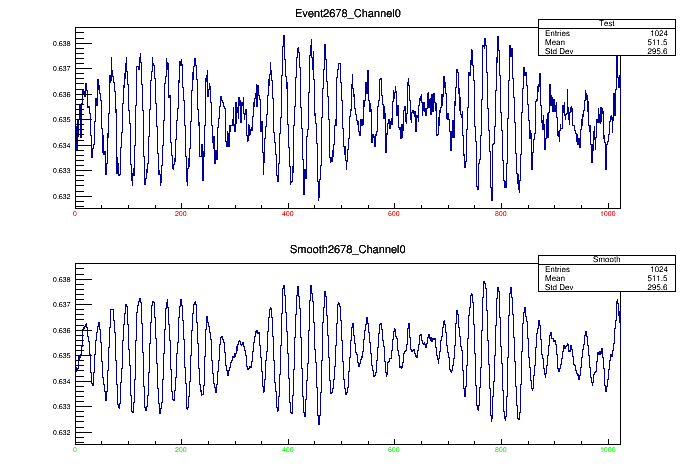 Event2678_Channel0
Test
Entries 1024
Mean 511.5
Std Dev 295.6
0.638
0.637
0.636
0.635
0.634
0.633
0.632
0 200 400 600 800 1000
Smooth2678_Channel0
Smooth
Entries 1024
Mean 511.5
Std Dev 295.6
0.638
0.637
0.636
0.635
0.634
0.633
0.632
0 200 400 600 800 1000